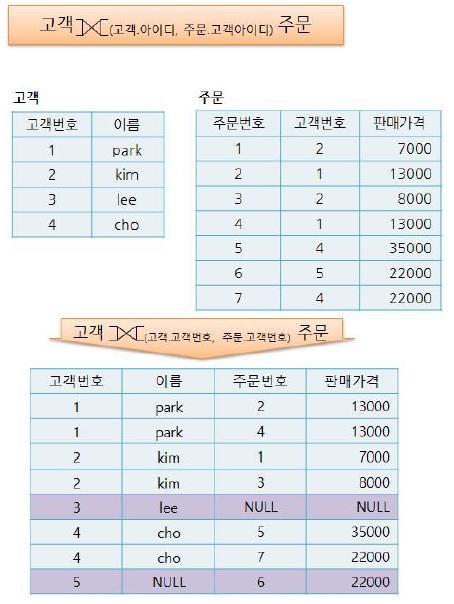 고객 ⟗(고객.아이디, 주문.고객아이디) 주문
고객
고객번호 이름
1 park
2 kim
3 lee
4 cho
주문
주문번호 고객번호 판매가격
1 2 7000
2 1 13000
3 2 8000
4 1 13000
5 4 35000
6 5 22000
7 4 22000
고객 ⟗(고객.고객번호, 주문.고객번호) 주문
고객번호 이름 주문번호 판매가격
1 park 2 13000
1 park 4 13000
2 kim 1 7000
2 kim 3 8000
3 lee NULL NULL
4 cho 5 35000
4 cho 7 22000
5 NULL 6 22000